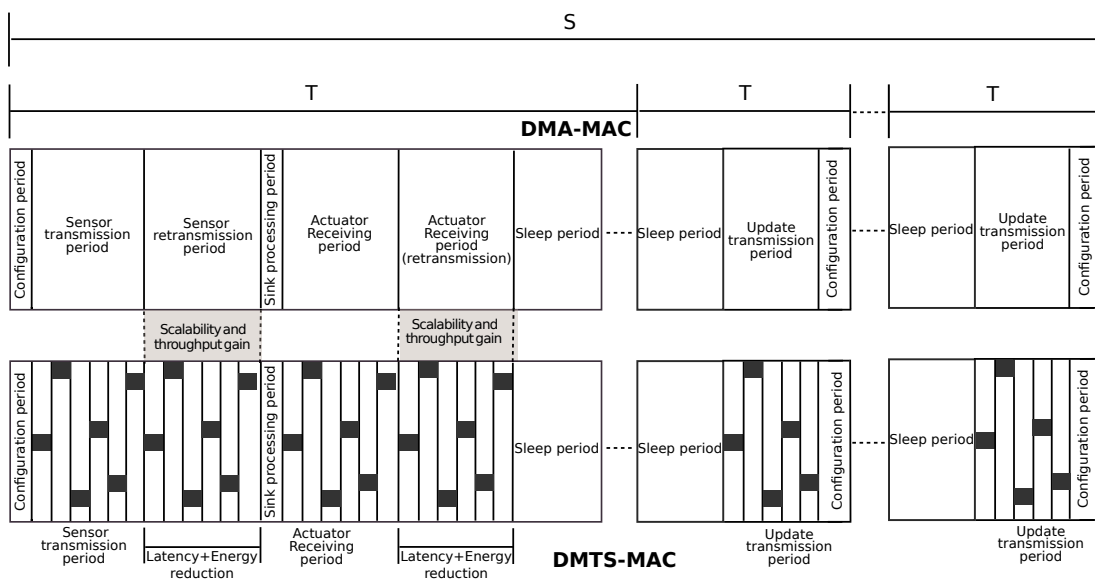 S
T
T
T
DMA-MAC
Configuration period
Sensor
transmission
period
Sensor
retransmission
period
Sink processing period
Actuator
Receiving
period
Actuator
Receiving
period
(retransmission)
Sleep period
Sleep period
Update
transmission
period
Configuration period
Sleep period
Update
transmission
period
Configuration period
Scalability and
throughput gain
Scalability and
throughput gain
Configuration period
Sink processing period
Sleep period
Sleep period
Configuration period
Sleep period
Configuration period
Sensor
transmission
period
Latency+Energy
reduction
Actuator
Receiving
period
Latency+Energy
reduction
DMTS-MAC
Update
transmission
period
Update
transmission
period